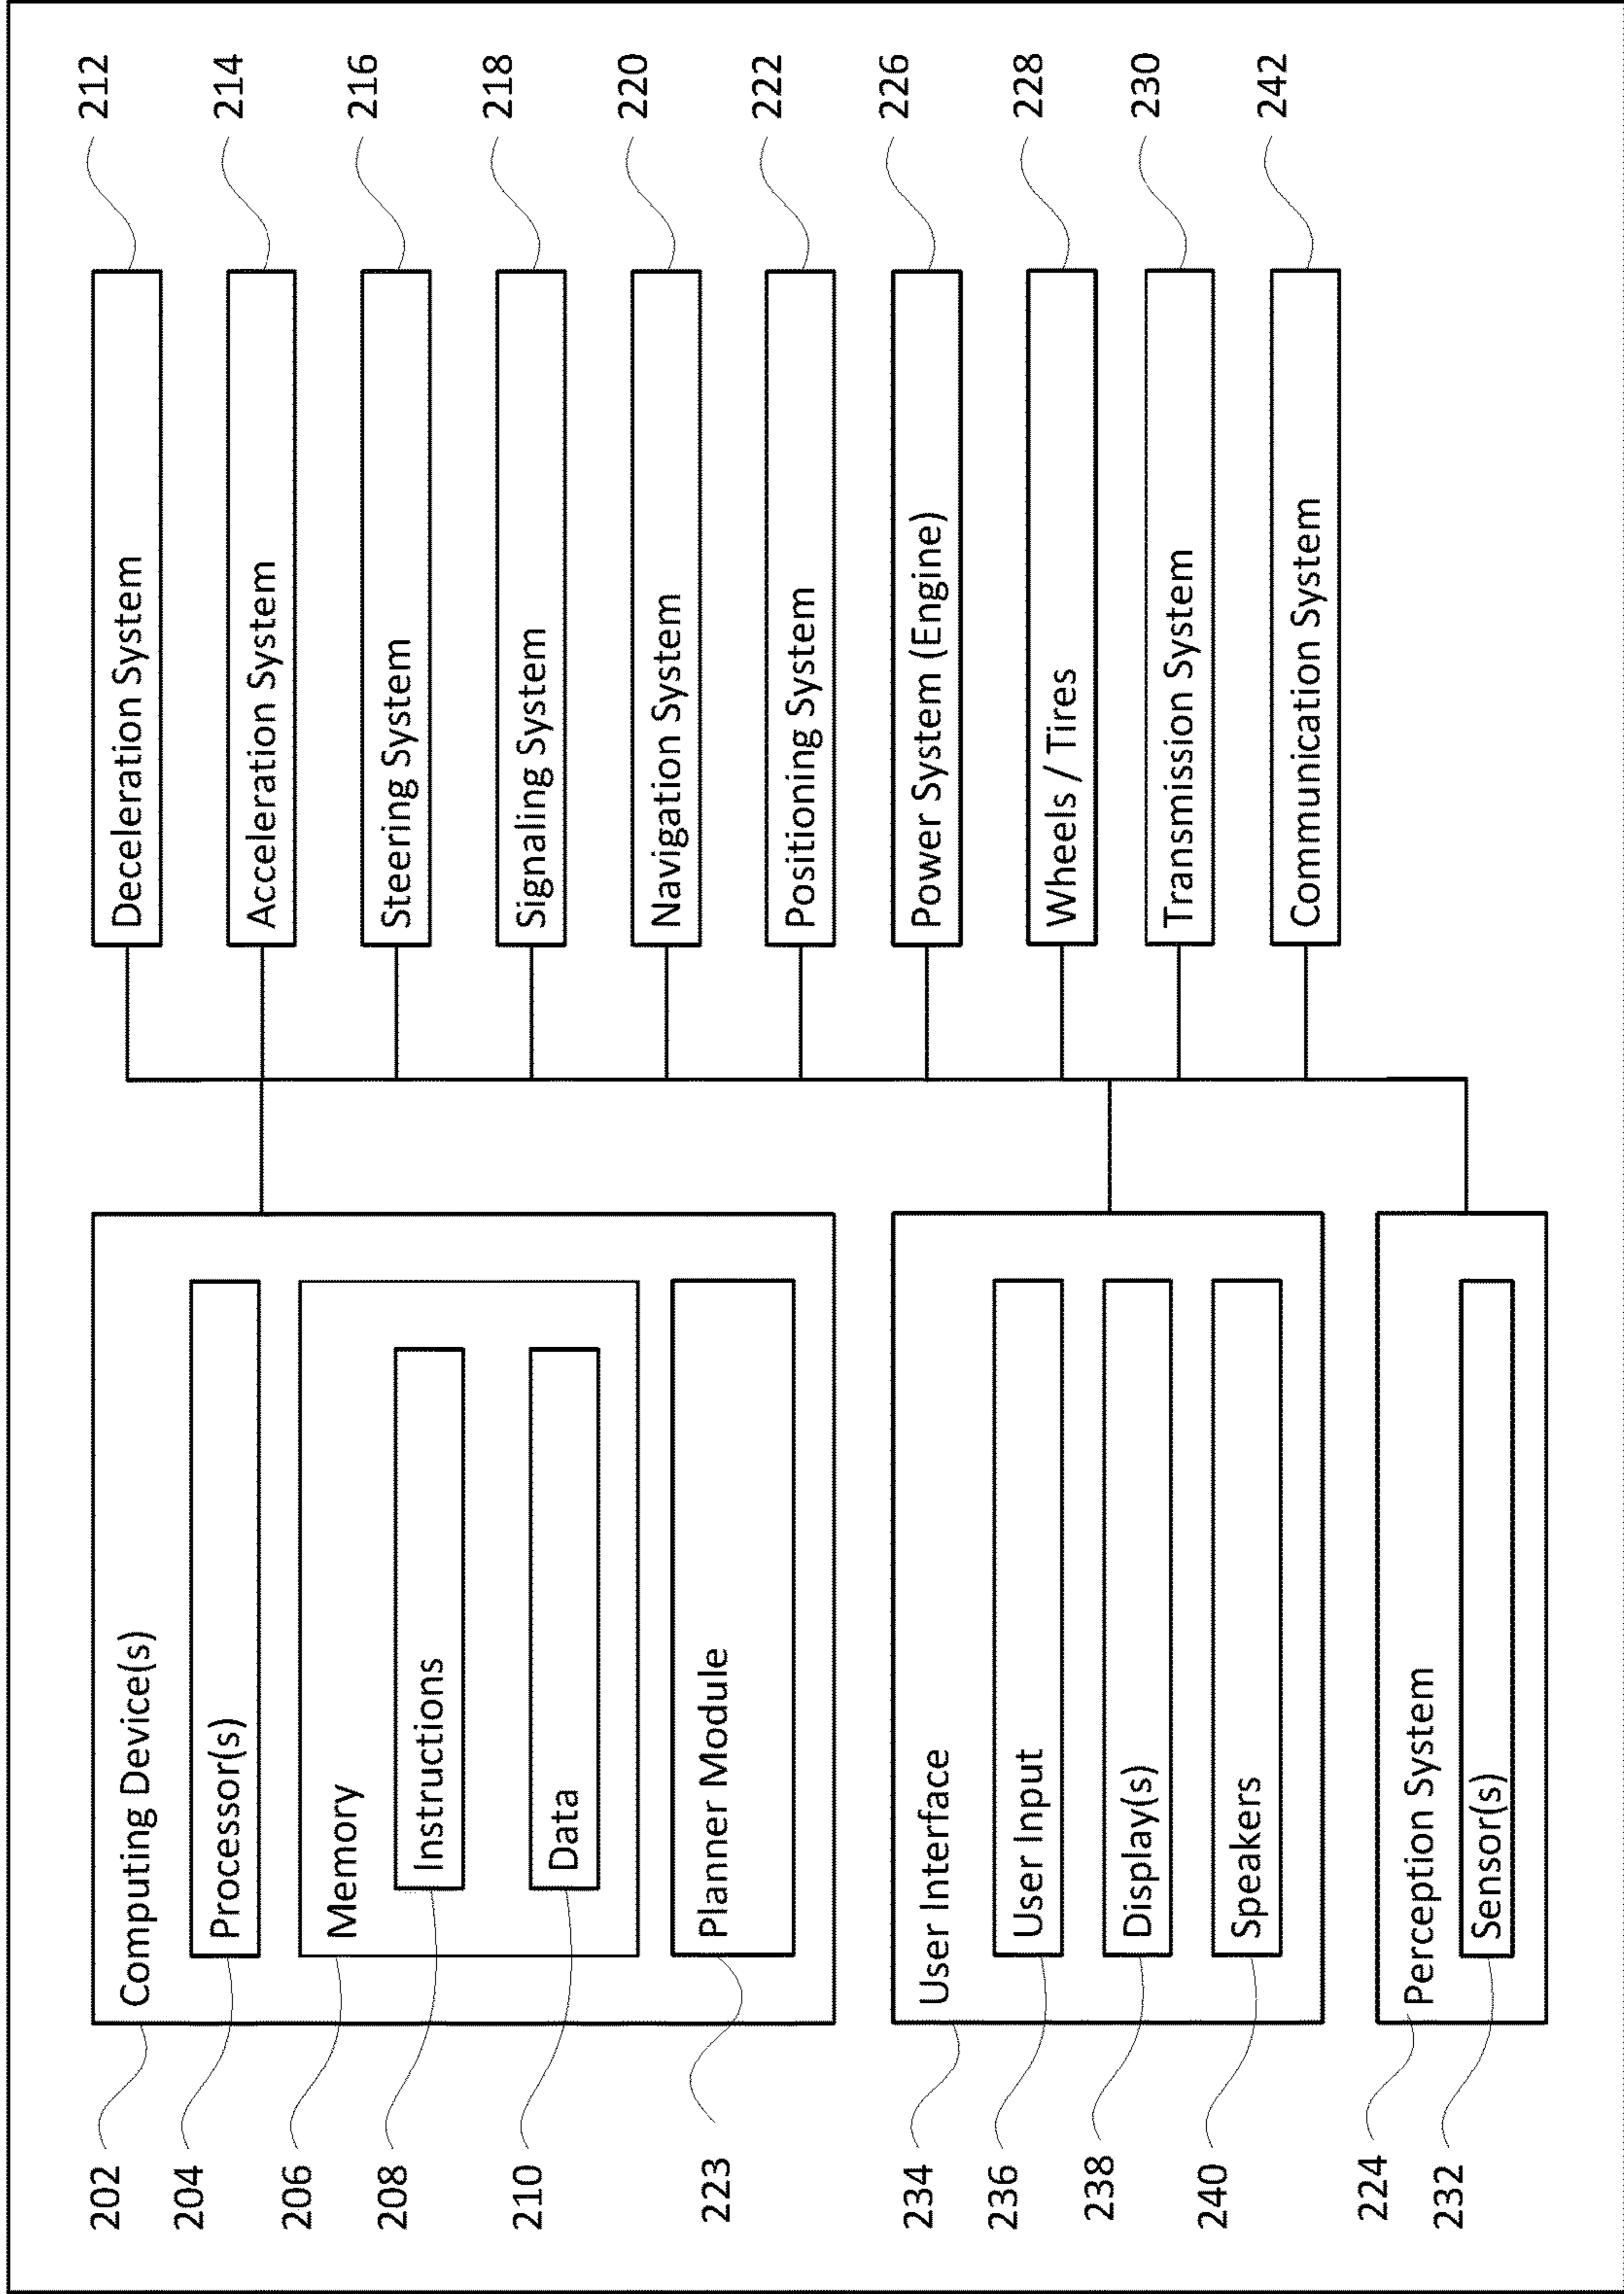 202
Computing Device(s)
204
Processor(s)
206
Memory
208
Instructions
210
Data
223
Planner Module
234
User Interface
236
User Input
238
Display(s)
240
Speakers
224
Perception System
232
Sensor(s)
Deceleration System
212
Acceleration System
214
Steering System
216
Signaling System
218
Navigation System
220
Positioning System
222
Power System (Engine)
226
Wheels / Tires
228
Transmission System
230
Communication System
242